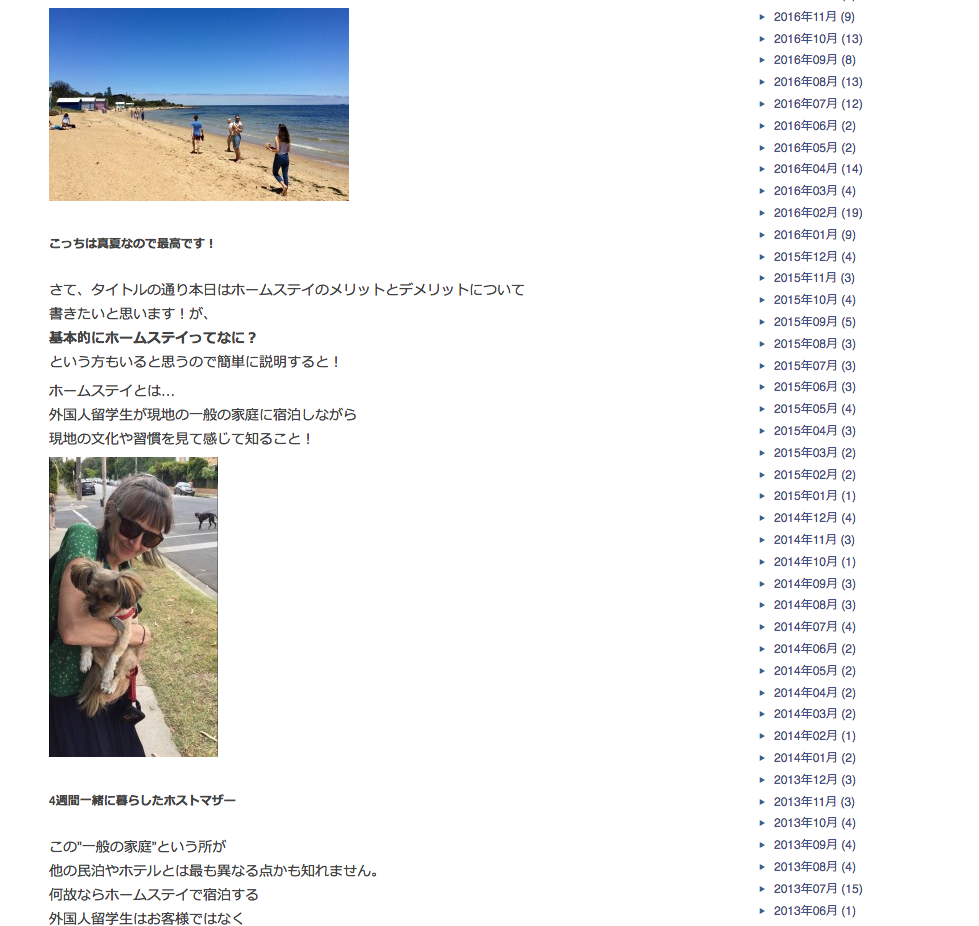 こっちは真夏なので最高です！
さて、タイトルの通り本日はホームステイのメリットとデメリットについて
書きたいと思います！が、
基本的にホームステイってなに？
という方もいると思うので簡単に説明すると！
ホームステイとは…
外国人留学生が現地の一般の家庭に宿泊しながら
現地の文化や習慣を見て感じて知ること！
4週間一緒に暮らしたホストマザー
この"一般の家庭"という所が
他の民泊やホテルとは最も異なる点かも知れません。
何故ならホームステイで宿泊する
外国人留学生はお客様ではなく
2016年11月 (9)
2016年10月 (13)
2016年09月 (8)
2016年08月 (13)
2016年07月 (12)
2016年06月 (2)
2016年05月 (2)
2016年04月 (14)
2016年03月 (4)
2016年02月 (19)
2016年01月 (9)
2015年12月 (4)
2015年11月 (3)
2015年10月 (4)
2015年09月 (5)
2015年08月 (3)
2015年07月 (3)
2015年06月 (3)
2015年05月 (4)
2015年04月 (3)
2015年03月 (2)
2015年02月 (2)
2015年01月 (1)
2014年12月 (4)
2014年11月 (3)
2014年10月 (1)
2014年09月 (3)
2014年08月 (3)
2014年07月 (4)
2014年06月 (2)
2014年05月 (2)
2014年04月 (2)
2014年03月 (2)
2014年02月 (1)
2014年01月 (2)
2013年12月 (3)
2013年11月 (3)
2013年10月 (4)
2013年09月 (4)
2013年08月 (4)
2013年07月 (15)
2013年06月 (1)